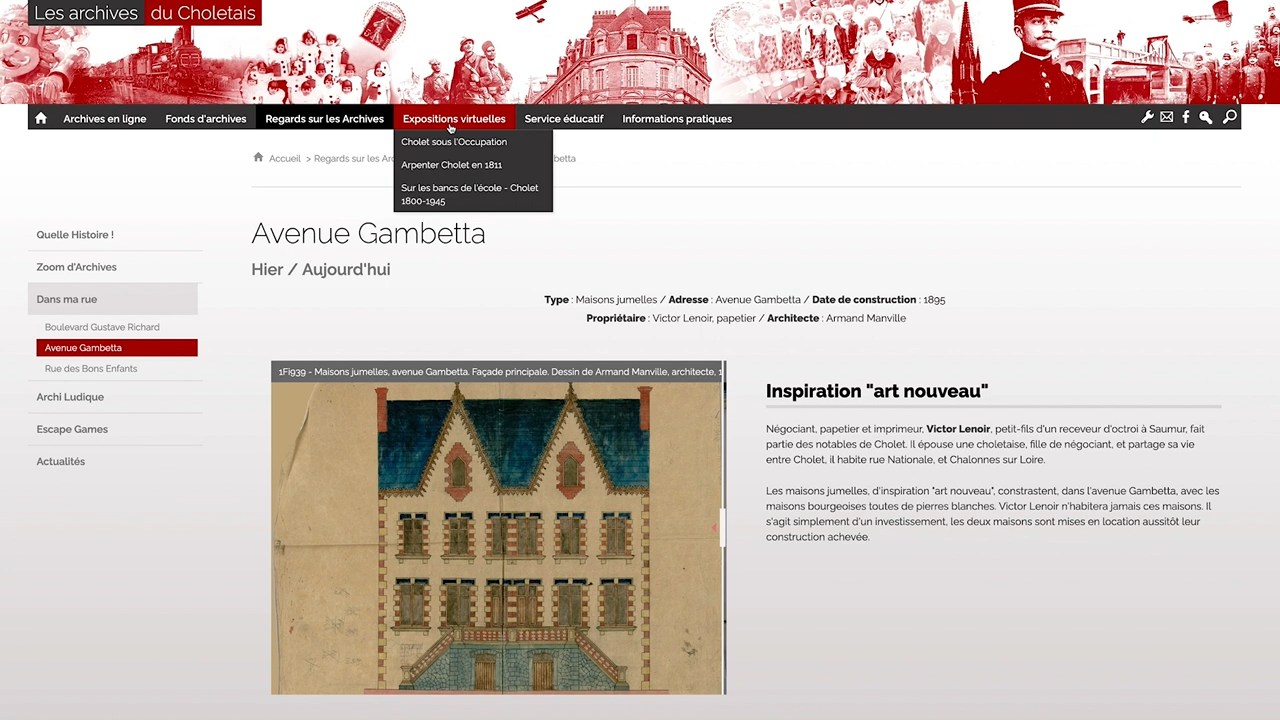 Les archives du Choletais
Archives en ligne Fonds d'archives Regards sur les Archives Expositions virtuelles Service éducatif Informations pratiques
Cholet sous l'Occupation
Arpenter Cholet en 1811
Sur les bancs de l'école - Cholet
1800-1945
Accueil > Regards sur les Arc betta
Avenue Gambetta
Hier / Aujourd'hui
Quelle Histoire !
Zoom d'Archives
Dans ma rue
Boulevard Gustave Richard
Avenue Gambetta
Rue des Bons Enfants
Archi Ludique
Escape Games
Actualités
Type : Maisons jumelles / Adresse : Avenue Gambetta / Date de construction : 1895
Propriétaire : Victor Lenoir, papetier / Architecte : Armand Manville
1Fi939 - Maisons jumelles, avenue Gambetta. Façade principale. Dessin de Armand Manville, architecte, 1
Inspiration "art nouveau"
Négociant, papetier et imprimeur, Victor Lenoir, petit-fils d'un receveur d'octroi à Saumur, fait
partie des notables de Cholet. Il épouse une choletaise, fille de négociant, et partage sa vie
entre Cholet, il habite rue Nationale, et Chalonnes sur Loire.
Les maisons jumelles, d'inspiration "art nouveau", constrastent, dans l'avenue Gambetta, avec les
maisons bourgeoises toutes de pierres blanches. Victor Lenoir n'habitera jamais ces maisons. Il
s'agit simplement d'un investissement, les deux maisons sont mises en location aussitôt leur
construction achevée.